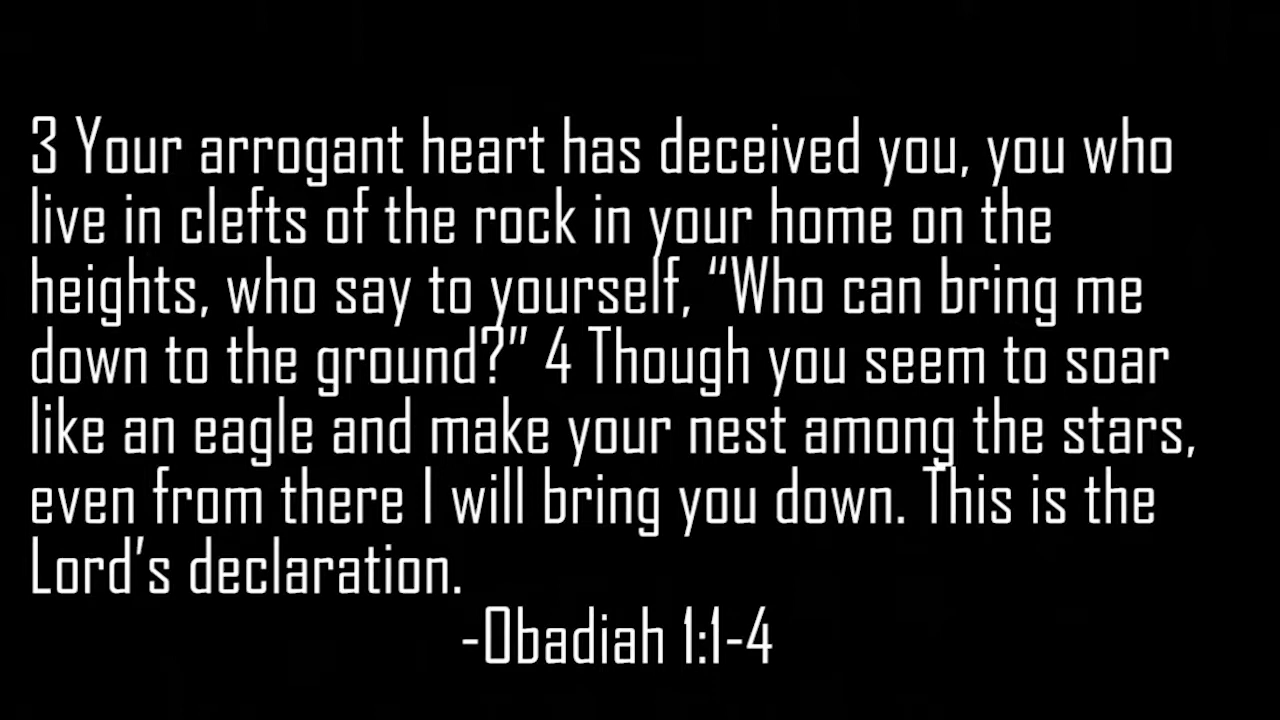 3 Your arrogant heart has deceived you, you who
live in clefts of the rock in your home on the
heights, who say to yourself, “Who can bring me
down to the ground?” 4 Though you seem to soar
like an eagle and make your nest among the stars,
even from there I will bring you down. This is the
Lord’s declaration.
-Obadiah 1:1-4